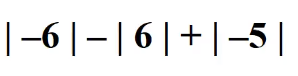 | –6 | – | 6 | + | –5 |